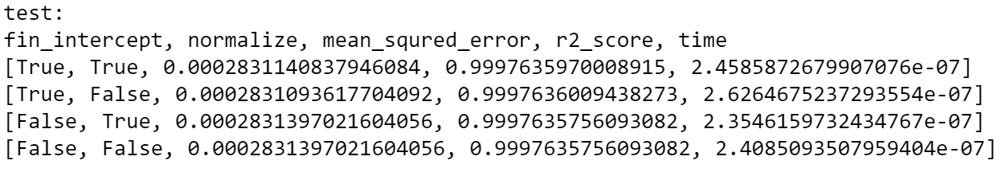 test:
fin_intercept, normalize, mean_squred_error, r2_score, time
[True, True, 0.0002831140837946084, 0.9997635970008915, 2.4585872679907076e-07]
[True, False, 0.0002831093617704092, 0.9997636009438273, 2.6264675237293554e-07]
[False, True, 0.0002831397021604056, 0.9997635756093082, 2.3546159732434767e-07]
[False, False, 0.0002831397021604056, 0.9997635756093082, 2.4085093507959404e-07]